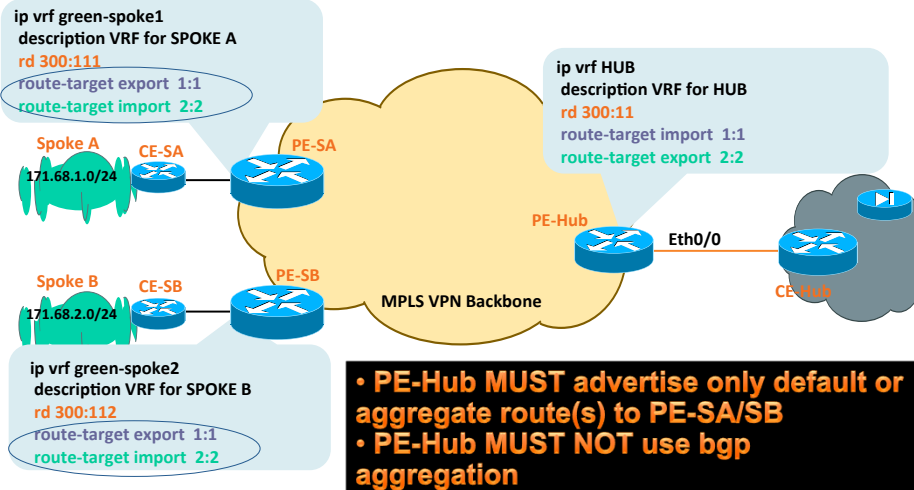 ip vrf green-spoke1
description VRF for SPOKE A
rd 300:111
route-target export 1:1
route-target import 2:2
ip vrf HUB
description VRF for HUB
rd 300:11
route-target import 1:1
route-target export 2:2
Spoke A
CE-SA
PE-SA
171.68.1.0/24
PE-Hub
Eth0/0
CE-Hub
Spoke B
CE-SB
PE-SB
171.68.2.0/24
MPLS VPN Backbone
ip vrf green-spoke2
description VRF for SPOKE B
rd 300:112
route-target export 1:1
route-target import 2:2
• PE-Hub MUST advertise only default or
aggregate route(s) to PE-SA/SB
• PE-Hub MUST NOT use bgp
aggregation